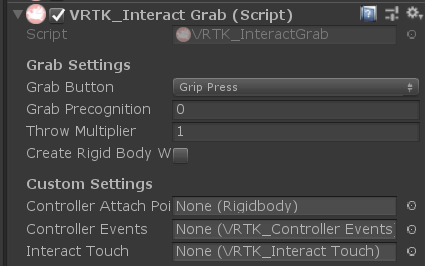 VRTK_Interact Grab (Script)
Script VRTK_InteractGrab
Grab Settings
Grab Button Grip Press
Grab Precognition 0
Throw Multiplier 1
Create Rigid Body W
Custom Settings
Controller Attach Poi None (Rigidbody)
Controller Events None (VRTK_Controller Events
Interact Touch None (VRTK_Interact Touch)